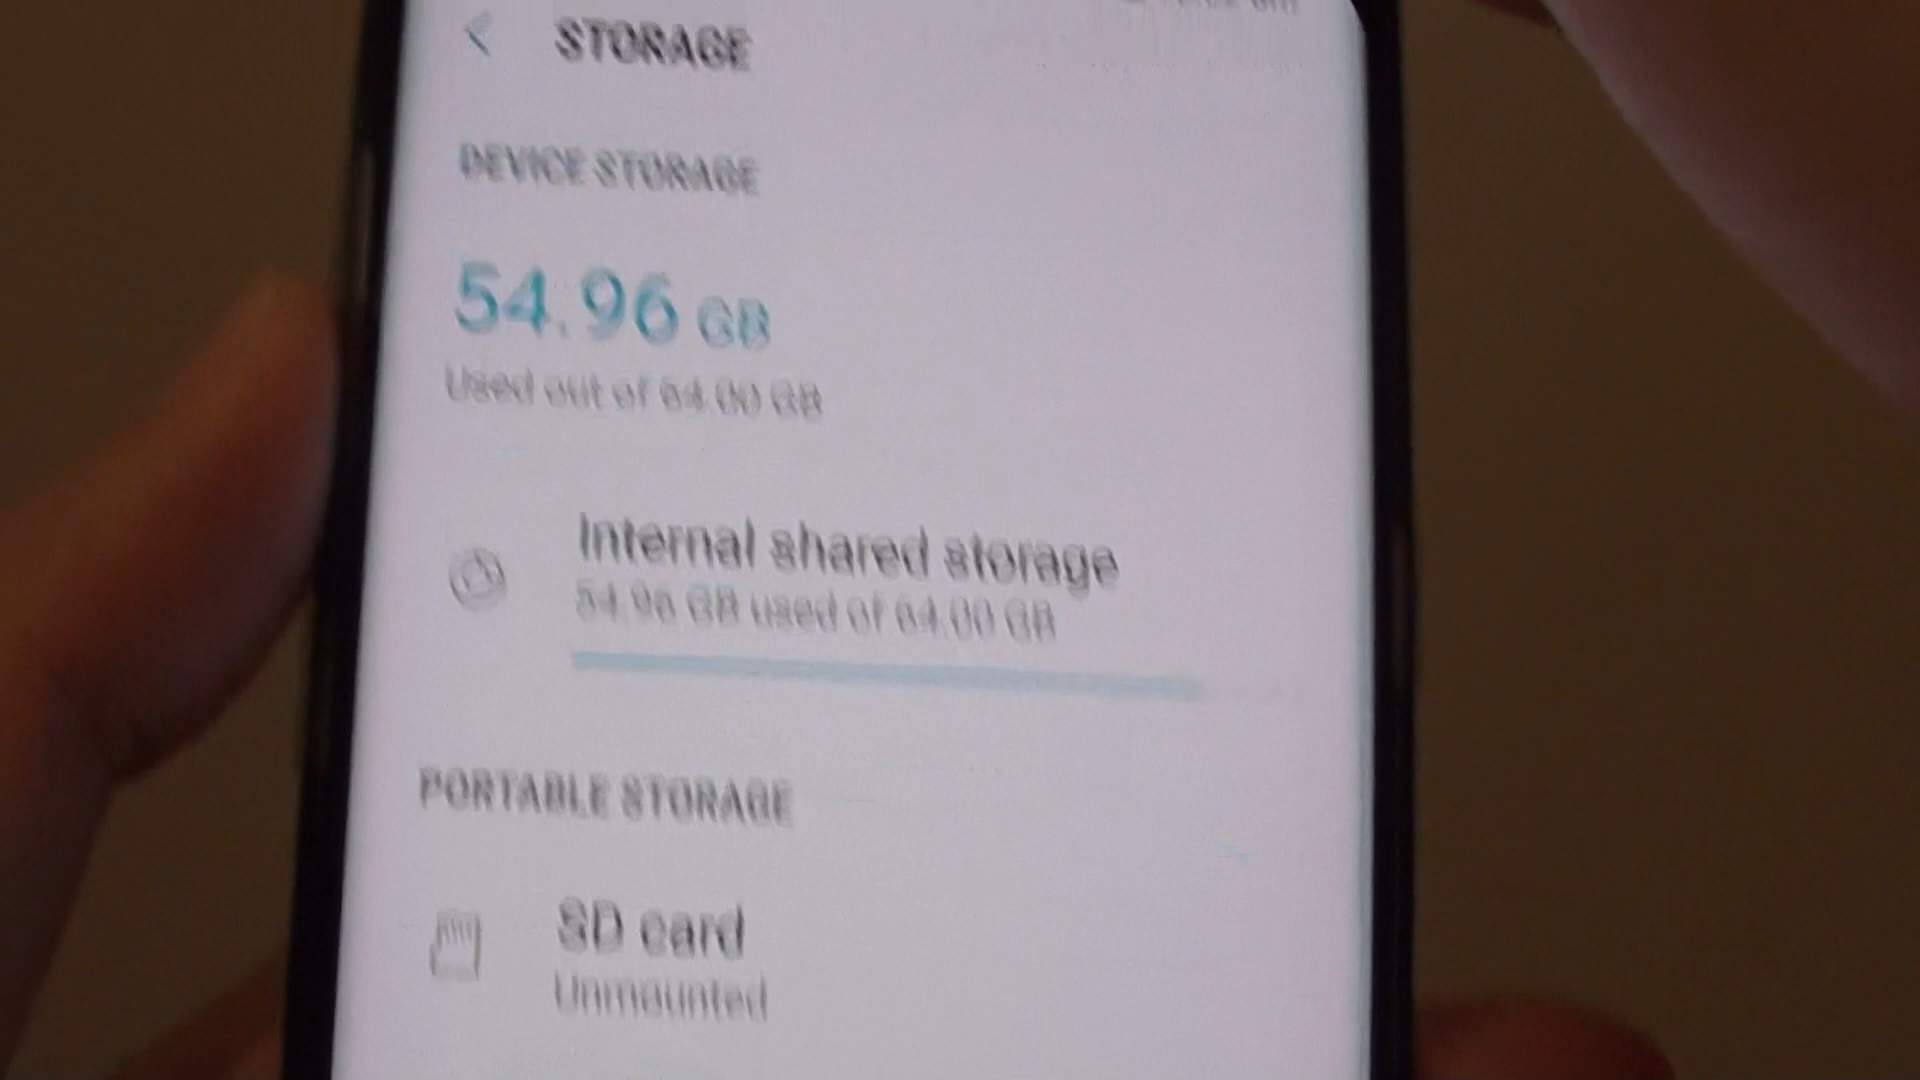 STORAGE
DEVICE STORAGE
54.96 GB
Used out of 64.00 GB
Internal shared storage
54.96 GB used of 64.00 GB
PORTABLE STORAGE
SD card
Unmounted